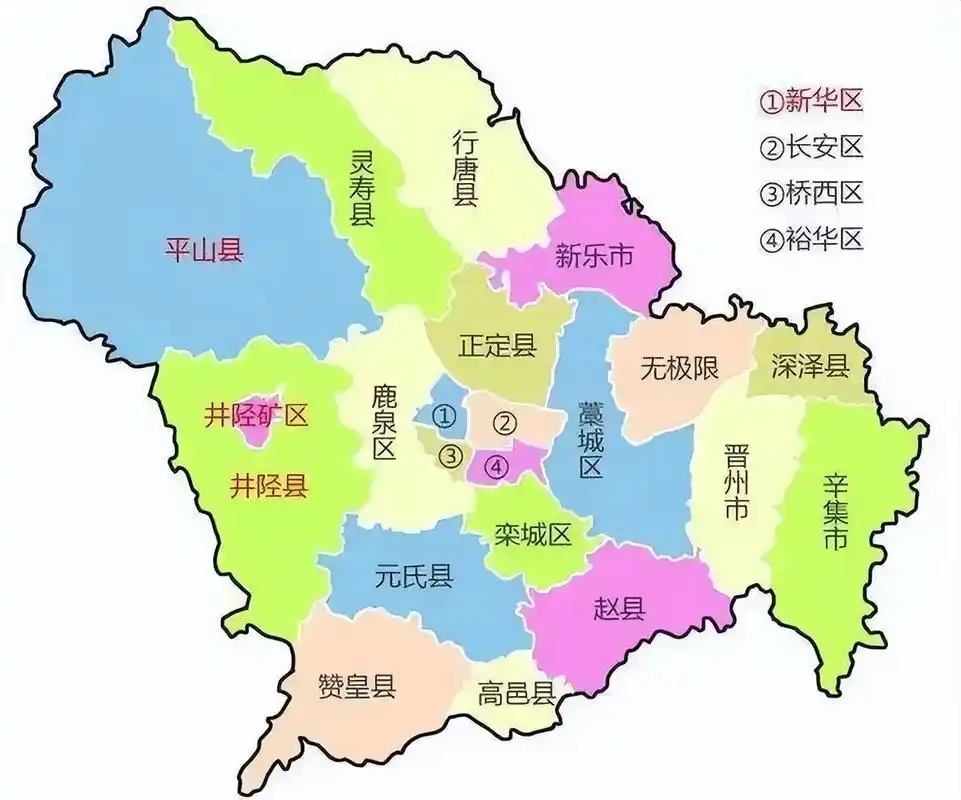 ①新华区
②长安区
③桥西区
④裕华区
行唐县
灵寿县
平山县
新乐市
正定县
无极限
深泽县
鹿泉区
井陉矿区
①
②
藁城区
③
④
晋州市
井陉县
辛集市
栾城区
元氏县
赵县
赞皇县
高邑县